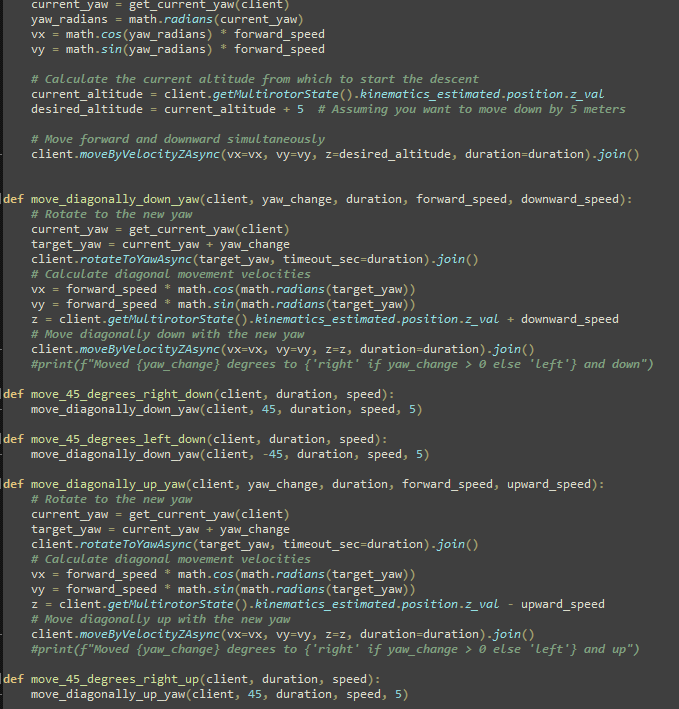 current_yaw = get_current_yaw(client)
yaw_radians = math.radians(current_yaw)
vx = math.cos(yaw_radians) * forward_speed
vy = math.sin(yaw_radians) * forward_speed
# Calculate the current altitude from which to start the descent
current_altitude = client.getMultirotorState().kinematics_estimated.position.z_val
desired_altitude = current_altitude + 5  # Assuming you want to move down by 5 meters
# Move forward and downward simultaneously
client.moveByVelocityZAsync(vx=vx, vy=vy, z=desired_altitude, duration=duration).join()
def move_diagonally_down_yaw(client, yaw_change, duration, forward_speed, downward_speed):
# Rotate to the new yaw
current_yaw = get_current_yaw(client)
target_yaw = current_yaw + yaw_change
client.rotateToYawAsync(target_yaw, timeout_sec=duration).join()
# Calculate diagonal movement velocities
vx = forward_speed * math.cos(math.radians(target_yaw))
vy = forward_speed * math.sin(math.radians(target_yaw))
z = client.getMultirotorState().kinematics_estimated.position.z_val + downward_speed
# Move diagonally down with the new yaw
client.moveByVelocityZAsync(vx=vx, vy=vy, z=z, duration=duration).join()
#print(f"Moved {yaw_change} degrees to {'right' if yaw_change > 0 else 'left'} and down")
def move_45_degrees_right_down(client, duration, speed):
move_diagonally_down_yaw(client, 45, duration, speed, 5)
def move_45_degrees_left_down(client, duration, speed):
move_diagonally_down_yaw(client, -45, duration, speed, 5)
def move_diagonally_up_yaw(client, yaw_change, duration, forward_speed, upward_speed):
# Rotate to the new yaw
current_yaw = get_current_yaw(client)
target_yaw = current_yaw + yaw_change
client.rotateToYawAsync(target_yaw, timeout_sec=duration).join()
# Calculate diagonal movement velocities
vx = forward_speed * math.cos(math.radians(target_yaw))
vy = forward_speed * math.sin(math.radians(target_yaw))
z = client.getMultirotorState().kinematics_estimated.position.z_val - upward_speed
# Move diagonally up with the new yaw
client.moveByVelocityZAsync(vx=vx, vy=vy, z=z, duration=duration).join()
#print(f"Moved {yaw_change} degrees to {'right' if yaw_change > 0 else 'left'} and up")
def move_45_degrees_right_up(client, duration, speed):
move_diagonally_up_yaw(client, 45, duration, speed, 5)